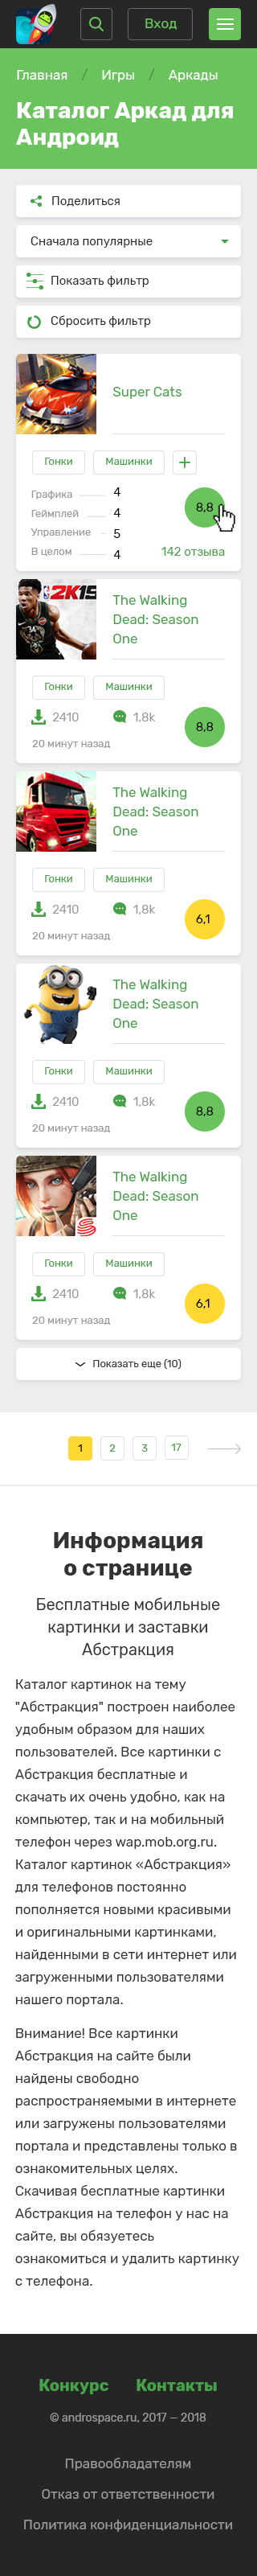 Вход
Главная / Игры / Аркады
Каталог Аркад для
Андроид
Поделиться
Сначала популярные
Показать фильтр
Сбросить фильтр
Super Cats
Гонки Машинки +
Графика 4
Геймплей 4
Управление 5
В целом 4
8,8
142 отзыва
2K19
The Walking
Dead: Season
One
Гонки Машинки
2410 1,8k
8,8
20 минут назад
The Walking
Dead: Season
One
Гонки Машинки
2410 1,8k
6,1
20 минут назад
The Walking
Dead: Season
One
Гонки Машинки
2410 1,8k
8,8
20 минут назад
The Walking
Dead: Season
One
Гонки Машинки
2410 1,8k
6,1
20 минут назад
Показать еще (10)
1 2 3 17
Информация
о странице
Бесплатные мобильные
картинки и заставки
Абстракция
Каталог картинок на тему
"Абстракция" построен наиболее
удобным образом для наших
пользователей. Все картинки с
Абстракция бесплатные и
скачать их очень удобно, как на
компьютер, так и на мобильный
телефон через wap.mob.org.ru.
Каталог картинок «Абстракция»
для телефонов постоянно
пополняется новыми красивыми
и оригинальными картинками,
найденными в сети интернет или
загруженными пользователями
нашего портала.
Внимание! Все картинки
Абстракция на сайте были
найдены свободно
распространяемыми в интернете
или загружены пользователями
портала и представлены только в
ознакомительных целях.
Скачивая бесплатные картинки
Абстракция на телефон у нас на
сайте, вы обязуетесь
ознакомиться и удалить картинку
с телефона.
Конкурс Контакты
© androspace.ru, 2017 — 2018
Правообладателям
Отказ от ответственности
Политика конфиденциальности